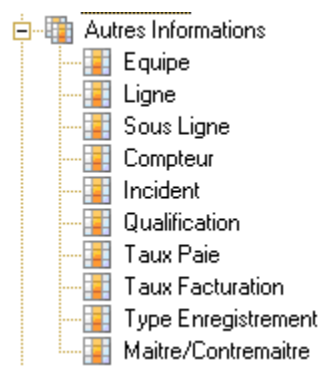 Autres Informations
Equipe
Ligne
Sous Ligne
Compteur
Incident
Qualification
Taux Paie
Taux Facturation
Type Enregistrement
Maitre/Contremaitre